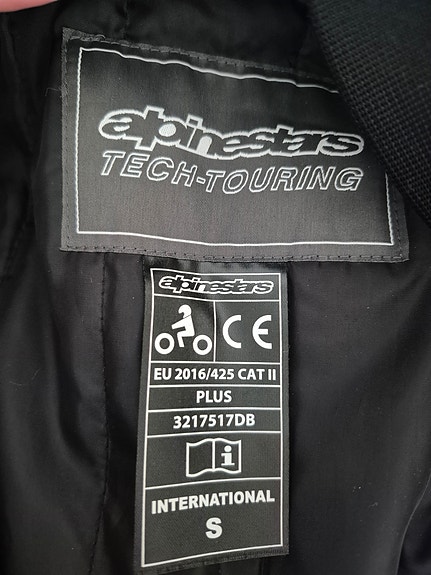 alpinestars
TECH-TOURING
alpinestars
CE
EU 2016/425 CAT II
PLUS
3217517DB
i
INTERNATIONAL
S